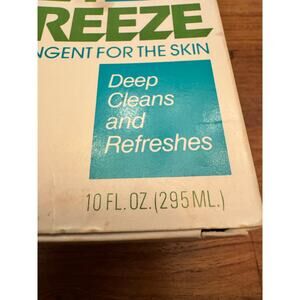 REEZE
NGENT FOR THE SKIN
Deep
Cleans
and
Refreshes
10 FL. OZ. (295 ML.)